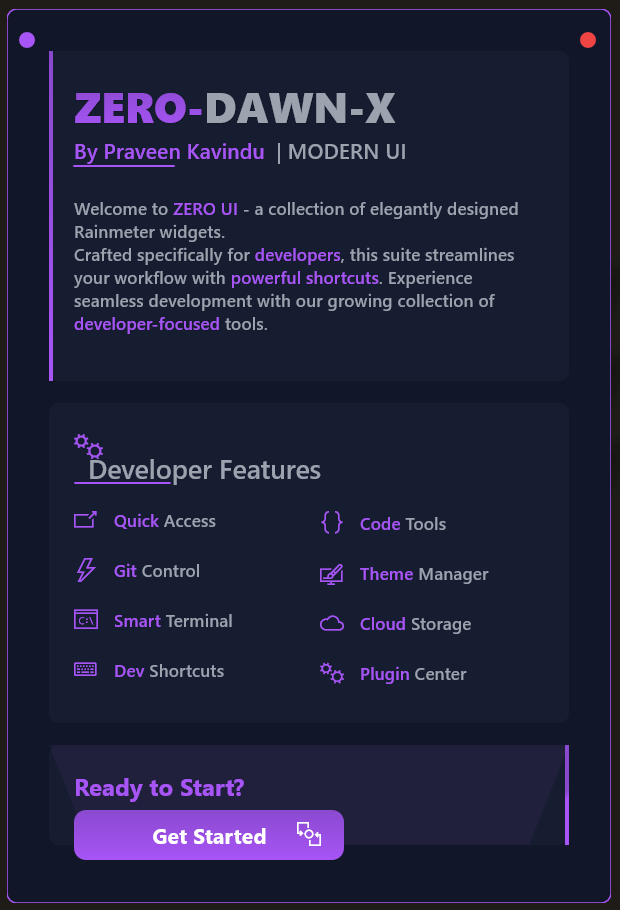 ZERO-DAWN-X
By Praveen Kavindu | MODERN UI
Welcome to ZERO UI - a collection of elegantly designed
Rainmeter widgets.
Crafted specifically for developers, this suite streamlines
your workflow with powerful shortcuts. Experience
seamless development with our growing collection of
developer-focused tools.
Developer Features
Quick Access
Code Tools
Git Control
Theme Manager
C:\
Smart Terminal
Cloud Storage
Dev Shortcuts
Plugin Center
Ready to Start?
Get Started